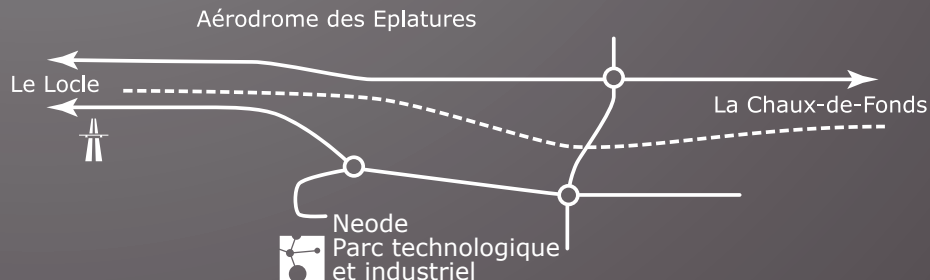 Aérodrome des Eplatures
Le Locle
La Chaux-de-Fonds
Neode
Parc technologique
et industriel